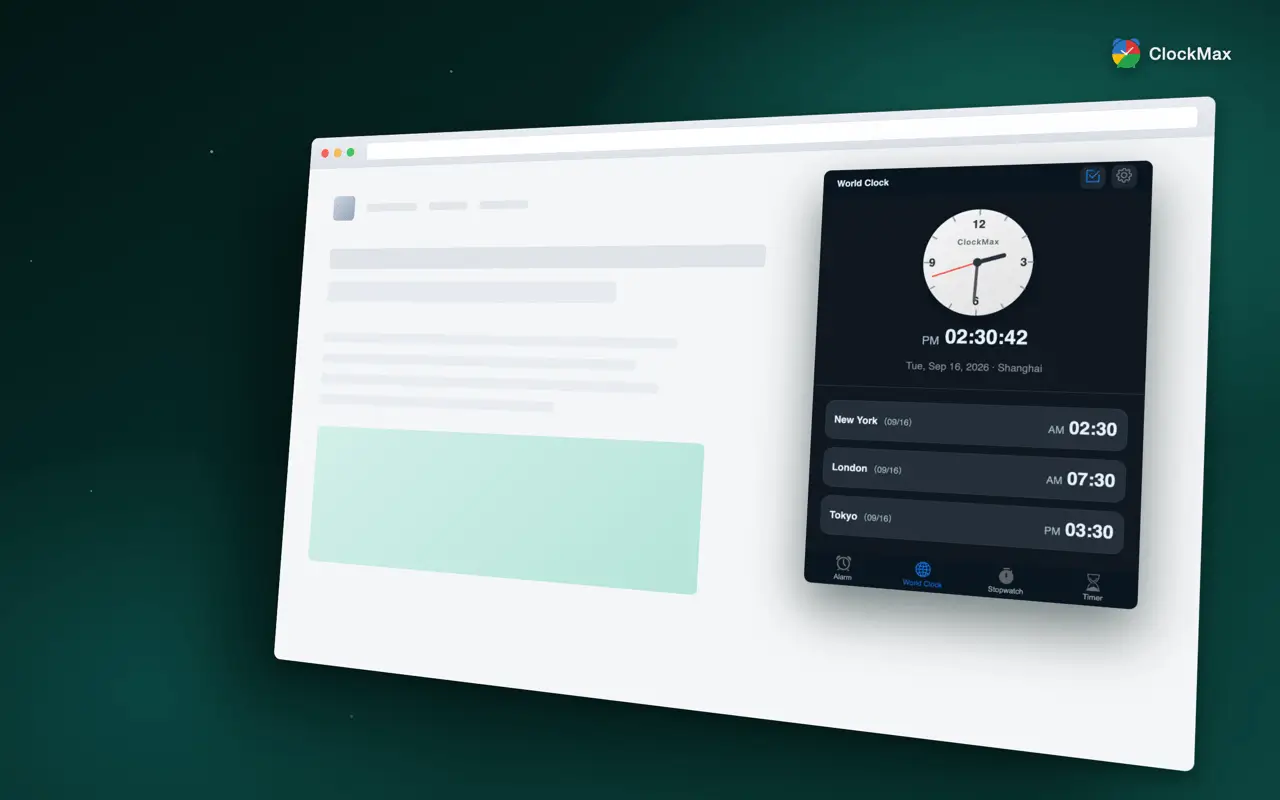 ClockMax
World Clock
12
ClockMax
9
3
6
PM 02:30:42
Tue, Sep 16, 2026 · Shanghai
New York (09/16) AM 02:30
London (09/16) AM 07:30
Tokyo (09/16) PM 03:30
Alarm World Clock Stopwatch Timer